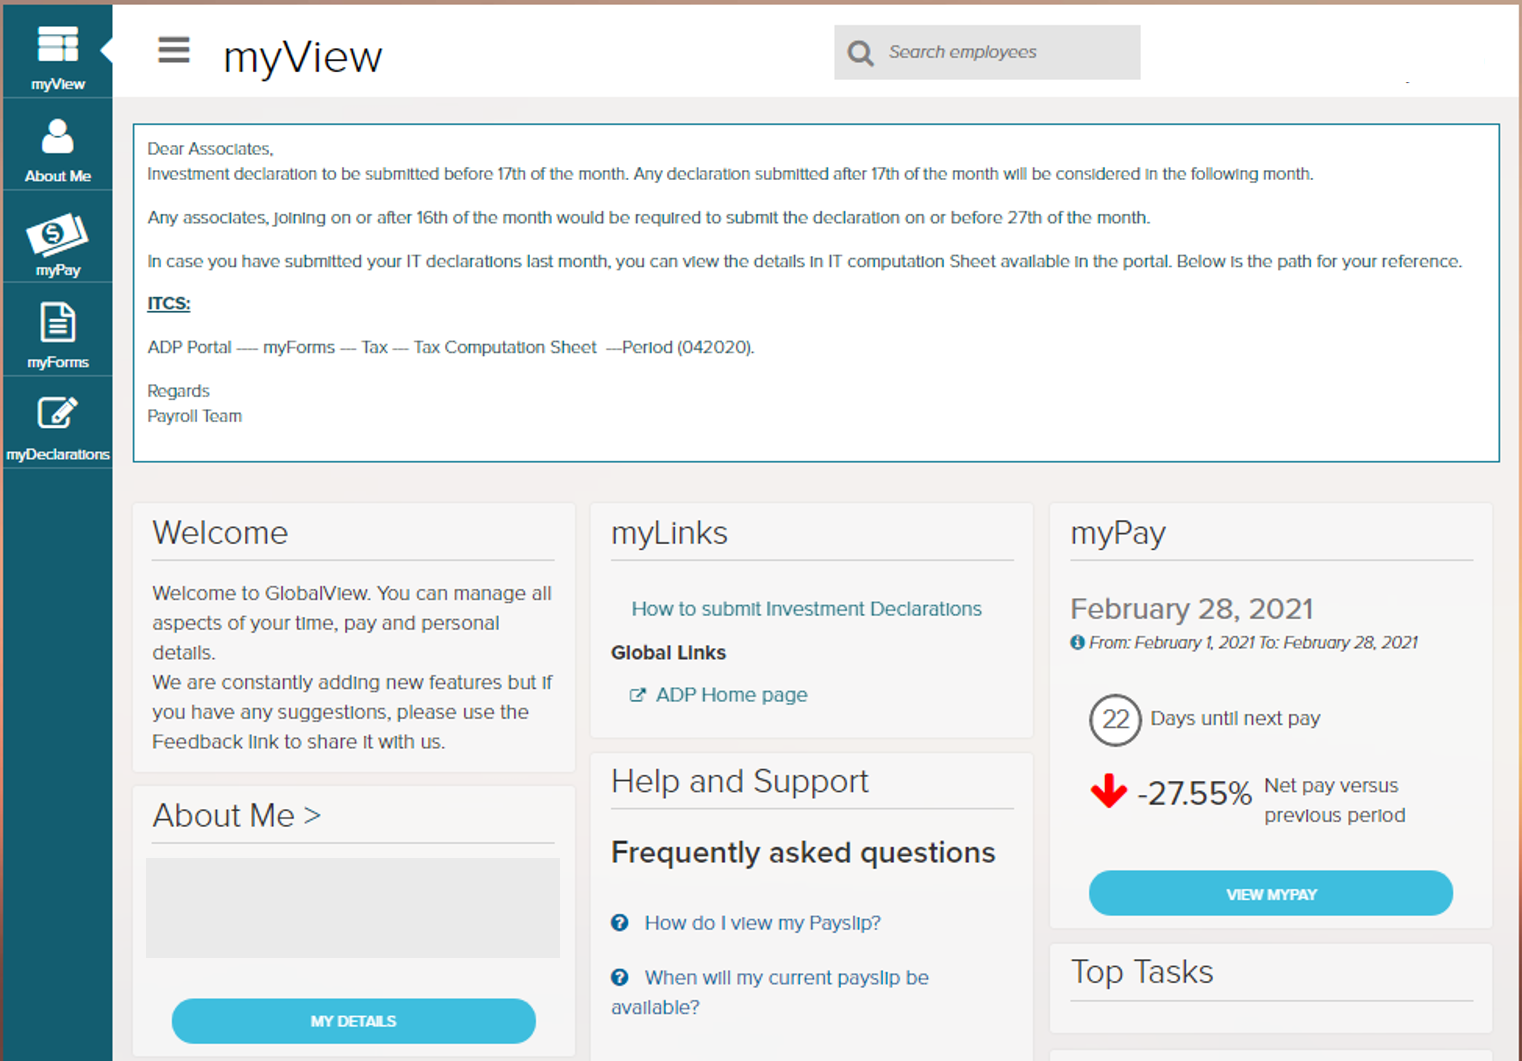 myView
Search employees
myView
About Me
myPay
myForms
myDeclarations
Dear Associates,
Investment declaration to be submitted before 17th of the month. Any declaration submitted after 17th of the month will be considered in the following month.
Any associates, joining on or after 16th of the month would be required to submit the declaration on or before 27th of the month.
In case you have submitted your IT declarations last month, you can view the details in IT computation Sheet available in the portal. Below is the path for your reference.
ITCS:
ADP Portal ---- myForms --- Tax --- Tax Computation Sheet ---Period (042020).
Regards
Payroll Team
Welcome
Welcome to GlobalView. You can manage all
aspects of your time, pay and personal
details.
We are constantly adding new features but if
you have any suggestions, please use the
Feedback link to share it with us.
About Me >
MY DETAILS
myLinks
How to submit Investment Declarations
Global Links
ADP Home page
Help and Support
Frequently asked questions
How do I view my Payslip?
When will my current payslip be
available?
myPay
February 28, 2021
From: February 1, 2021 To: February 28, 2021
22 Days until next pay
-27.55% Net pay versus
previous period
VIEW MYPAY
Top Tasks